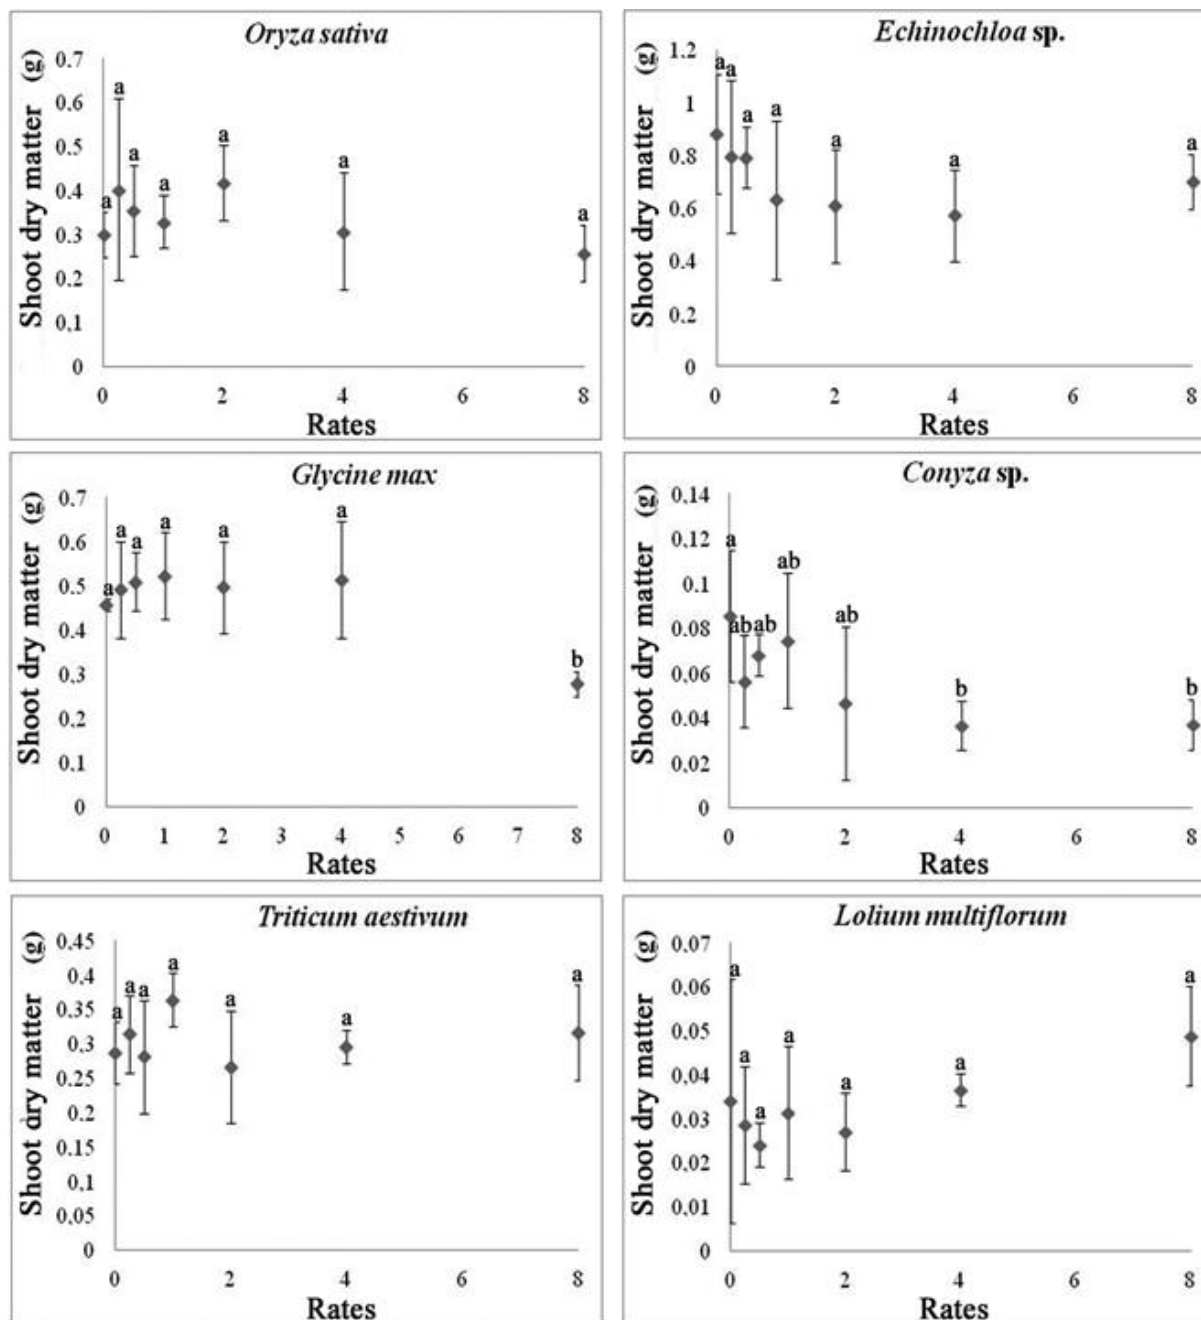 Oryza sativa
Shoot dry matter (g)
0.7
0.6
0.5
0.4
0.3
0.2
0.1
0
a
a
a
a
a
a
a
0
2
4
6
8
Rates
Echinochloa sp.
Shoot dry matter (g)
1.2
1
0.8
0.6
0.4
0.2
0
a
a
a
a
a
a
a
0
2
4
6
8
Rates
Glycine max
Shoot dry matter (g)
0.7
0.6
0.5
0.4
0.3
0.2
0.1
0
a
a
a
a
a
a
b
0
0
1
2
3
4
5
6
7
8
Rates
Conyza sp.
Shoot dry matter (g)
0.14
0.12
0.1
0.08
0.06
0.04
0.02
0
a
ab
ab
ab
ab
b
b
0
2
4
6
8
Rates
Triticum aestivum
Shoot dry matter (g)
0.45
0.4
0.35
0.3
0.25
0.2
0.15
0.1
0.05
0
a
a
a
a
a
a
a
0
2
4
6
8
Rates
Lolium multiflorum
Shoot dry matter (g)
0.07
0.06
0.05
0.04
0.03
0.02
0.01
0
a
a
a
a
a
a
a
0
2
4
6
8
Rates